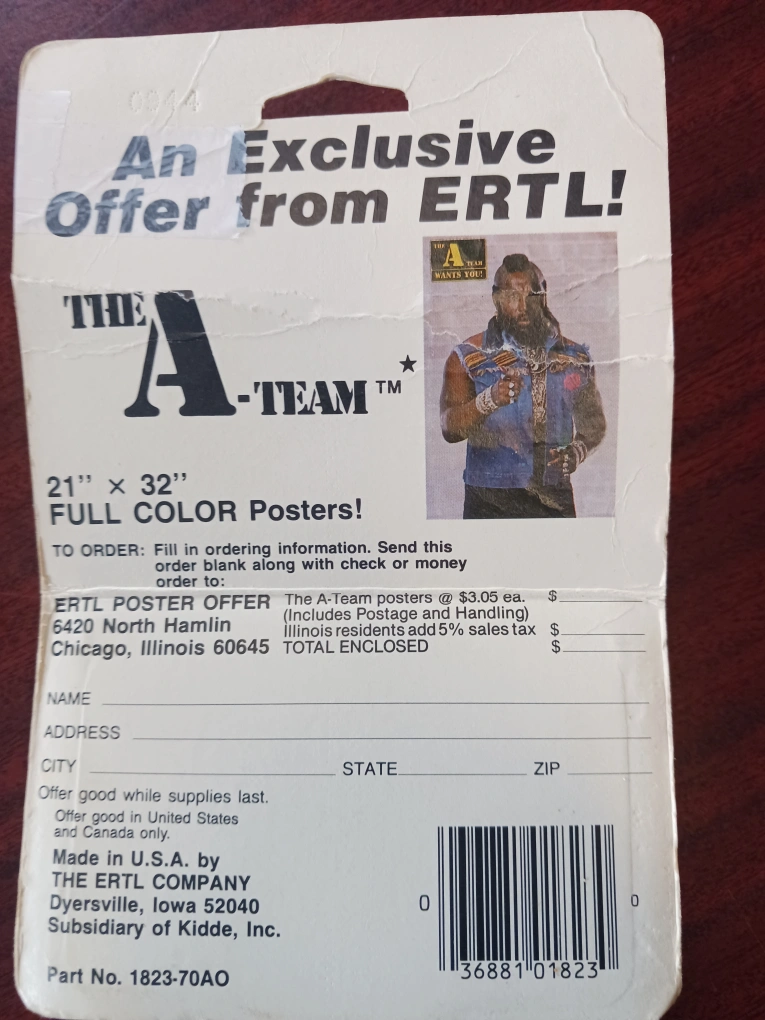 0944
An Exclusive
Offer from ERTL!
THE A TEAM
WANTS YOU!
THE
A-TEAM™
21" × 32"
FULL COLOR Posters!
TO ORDER: Fill in ordering information. Send this
order blank along with check or money
order to:
ERTL POSTER OFFER
6420 North Hamlin
Chicago, Illinois 60645
The A-Team posters @ $3.05 ea. $
(Includes Postage and Handling)
Illinois residents add 5% sales tax $
TOTAL ENCLOSED $
NAME
ADDRESS
CITY STATE ZIP
Offer good while supplies last.
Offer good in United States
and Canada only.
Made in U.S.A. by
THE ERTL COMPANY
Dyersville, Iowa 52040
Subsidiary of Kidde, Inc.
Part No. 1823-70AO
0 36881 01823 0